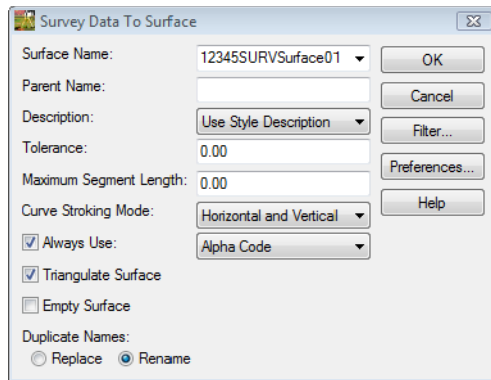 Survey Data To Surface
Surface Name: 12345SURVSurface01 OK
Parent Name: Cancel
Description: Use Style Description Filter...
Tolerance: 0.00 Preferences...
Maximum Segment Length: 0.00
Curve Stroking Mode: Horizontal and Vertical Help
Always Use: Alpha Code
Triangulate Surface
Empty Surface
Duplicate Names:
Replace Rename